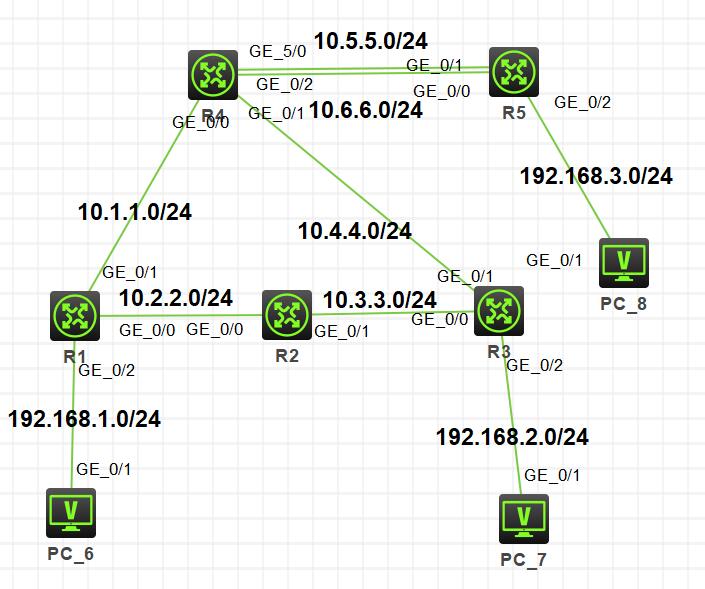 10.5.5.0/24
GE_5/0
GE_0/1
GE_0/2
GE_0/0
R4
GE_0/0
GE_0/1
10.6.6.0/24
R5
GE_0/2
192.168.3.0/24
10.1.1.0/24
10.4.4.0/24
GE_0/1
V
PC_8
GE_0/1
GE_0/1
10.2.2.0/24
10.3.3.0/24
GE_0/0
GE_0/0
GE_0/1
GE_0/0
R1
R2
R3
GE_0/2
GE_0/2
192.168.1.0/24
192.168.2.0/24
GE_0/1
GE_0/1
V
V
PC_6
PC_7